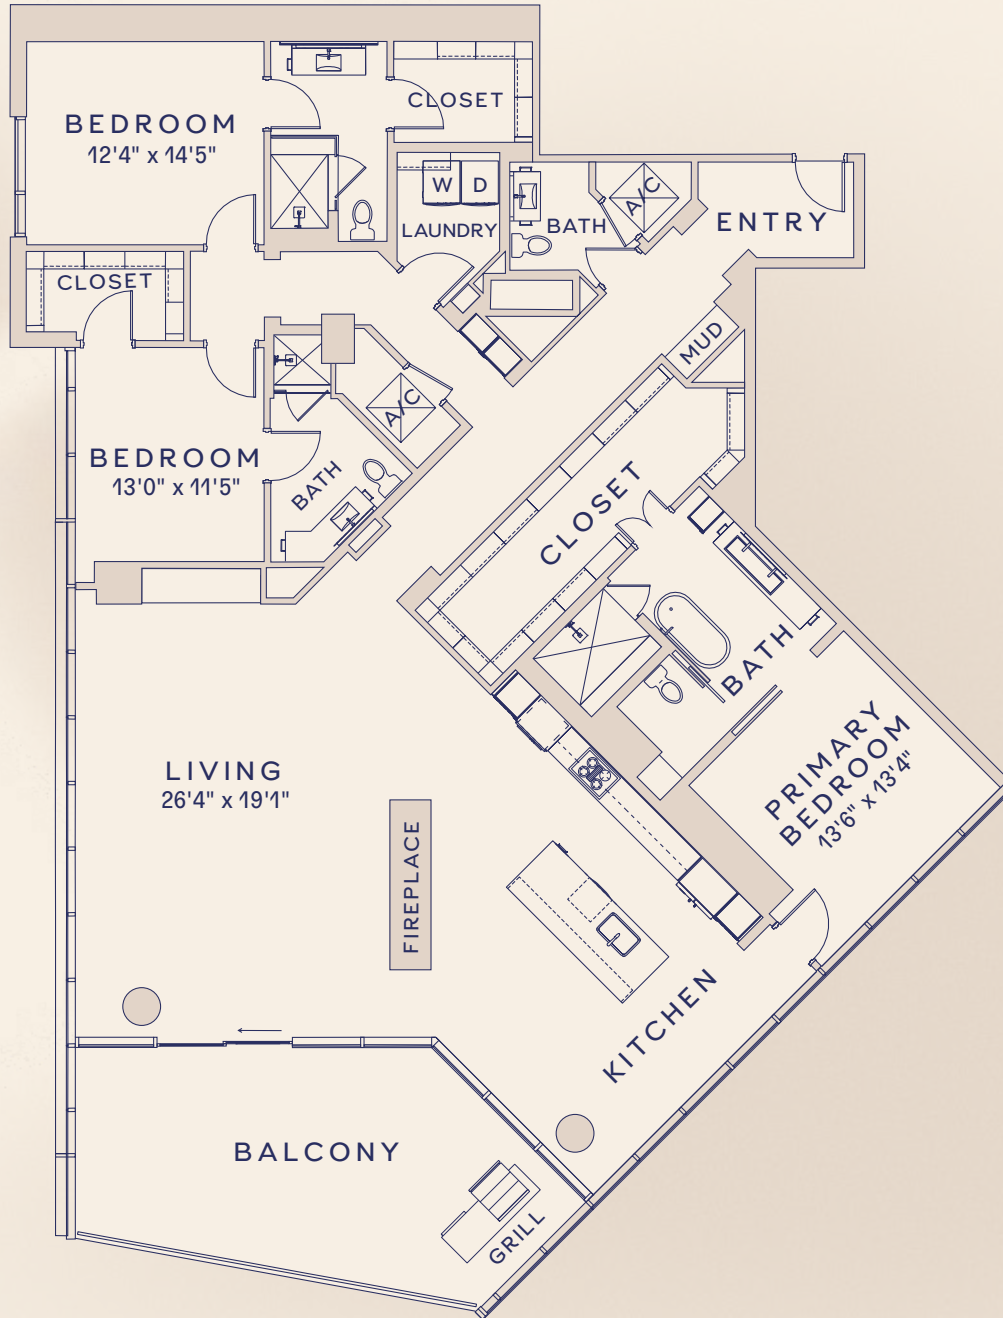 BEDROOM
12'4" x 14'5"
CLOSET
W
D
LAUNDRY
BATH
A/C
ENTRY
CLOSET
MUD
A/C
BEDROOM
13'0" x 11'5"
BATH
CLOSET
BATH
PRIMARY
BEDROOM
13'6" x 13'4"
LIVING
26'4" x 19'1"
FIREPLACE
KITCHEN
BALCONY
GRILL